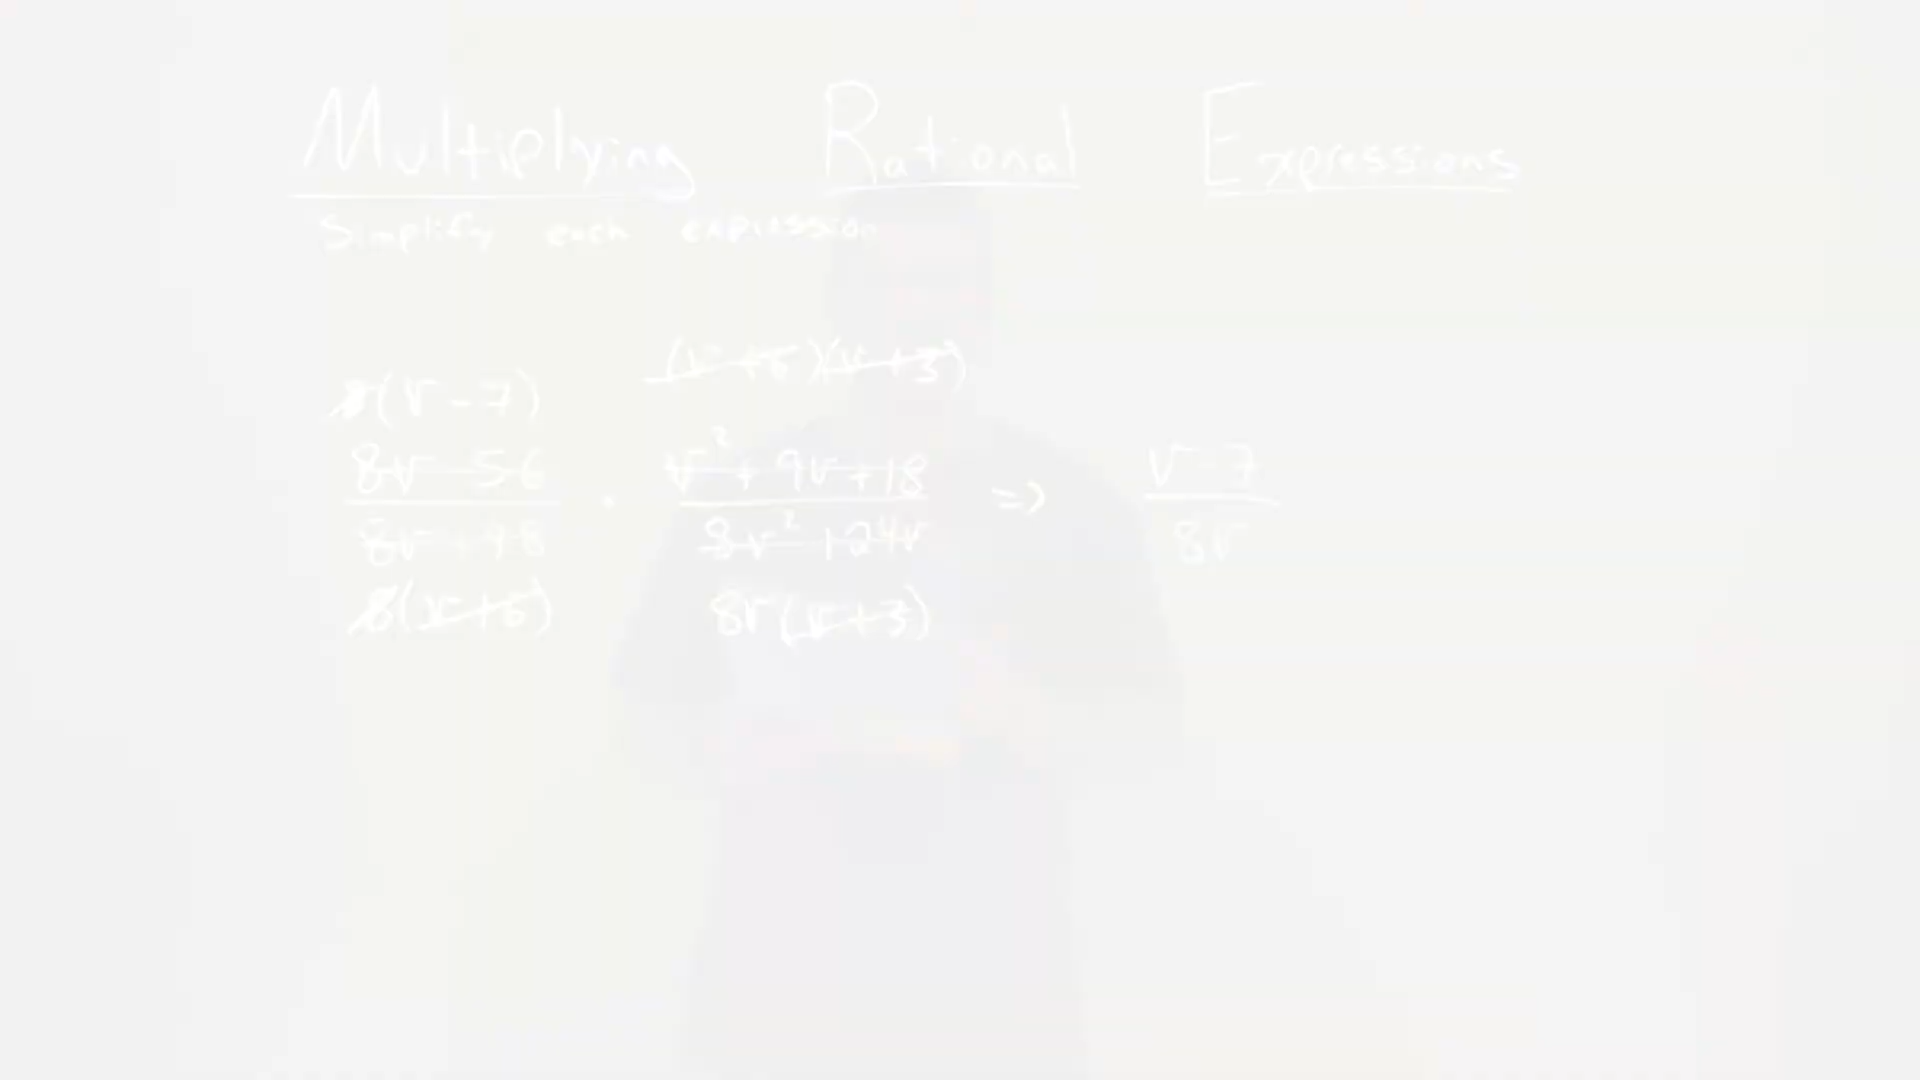 Multiplying Rational Expressions
Simplify each expression
(v+6)(v+3)
8(v-7)
8v-56 v²+9v+18 v-7
— · — => —
8v+48 8v²+24v 8v
8(v+6) 8v(v+3)